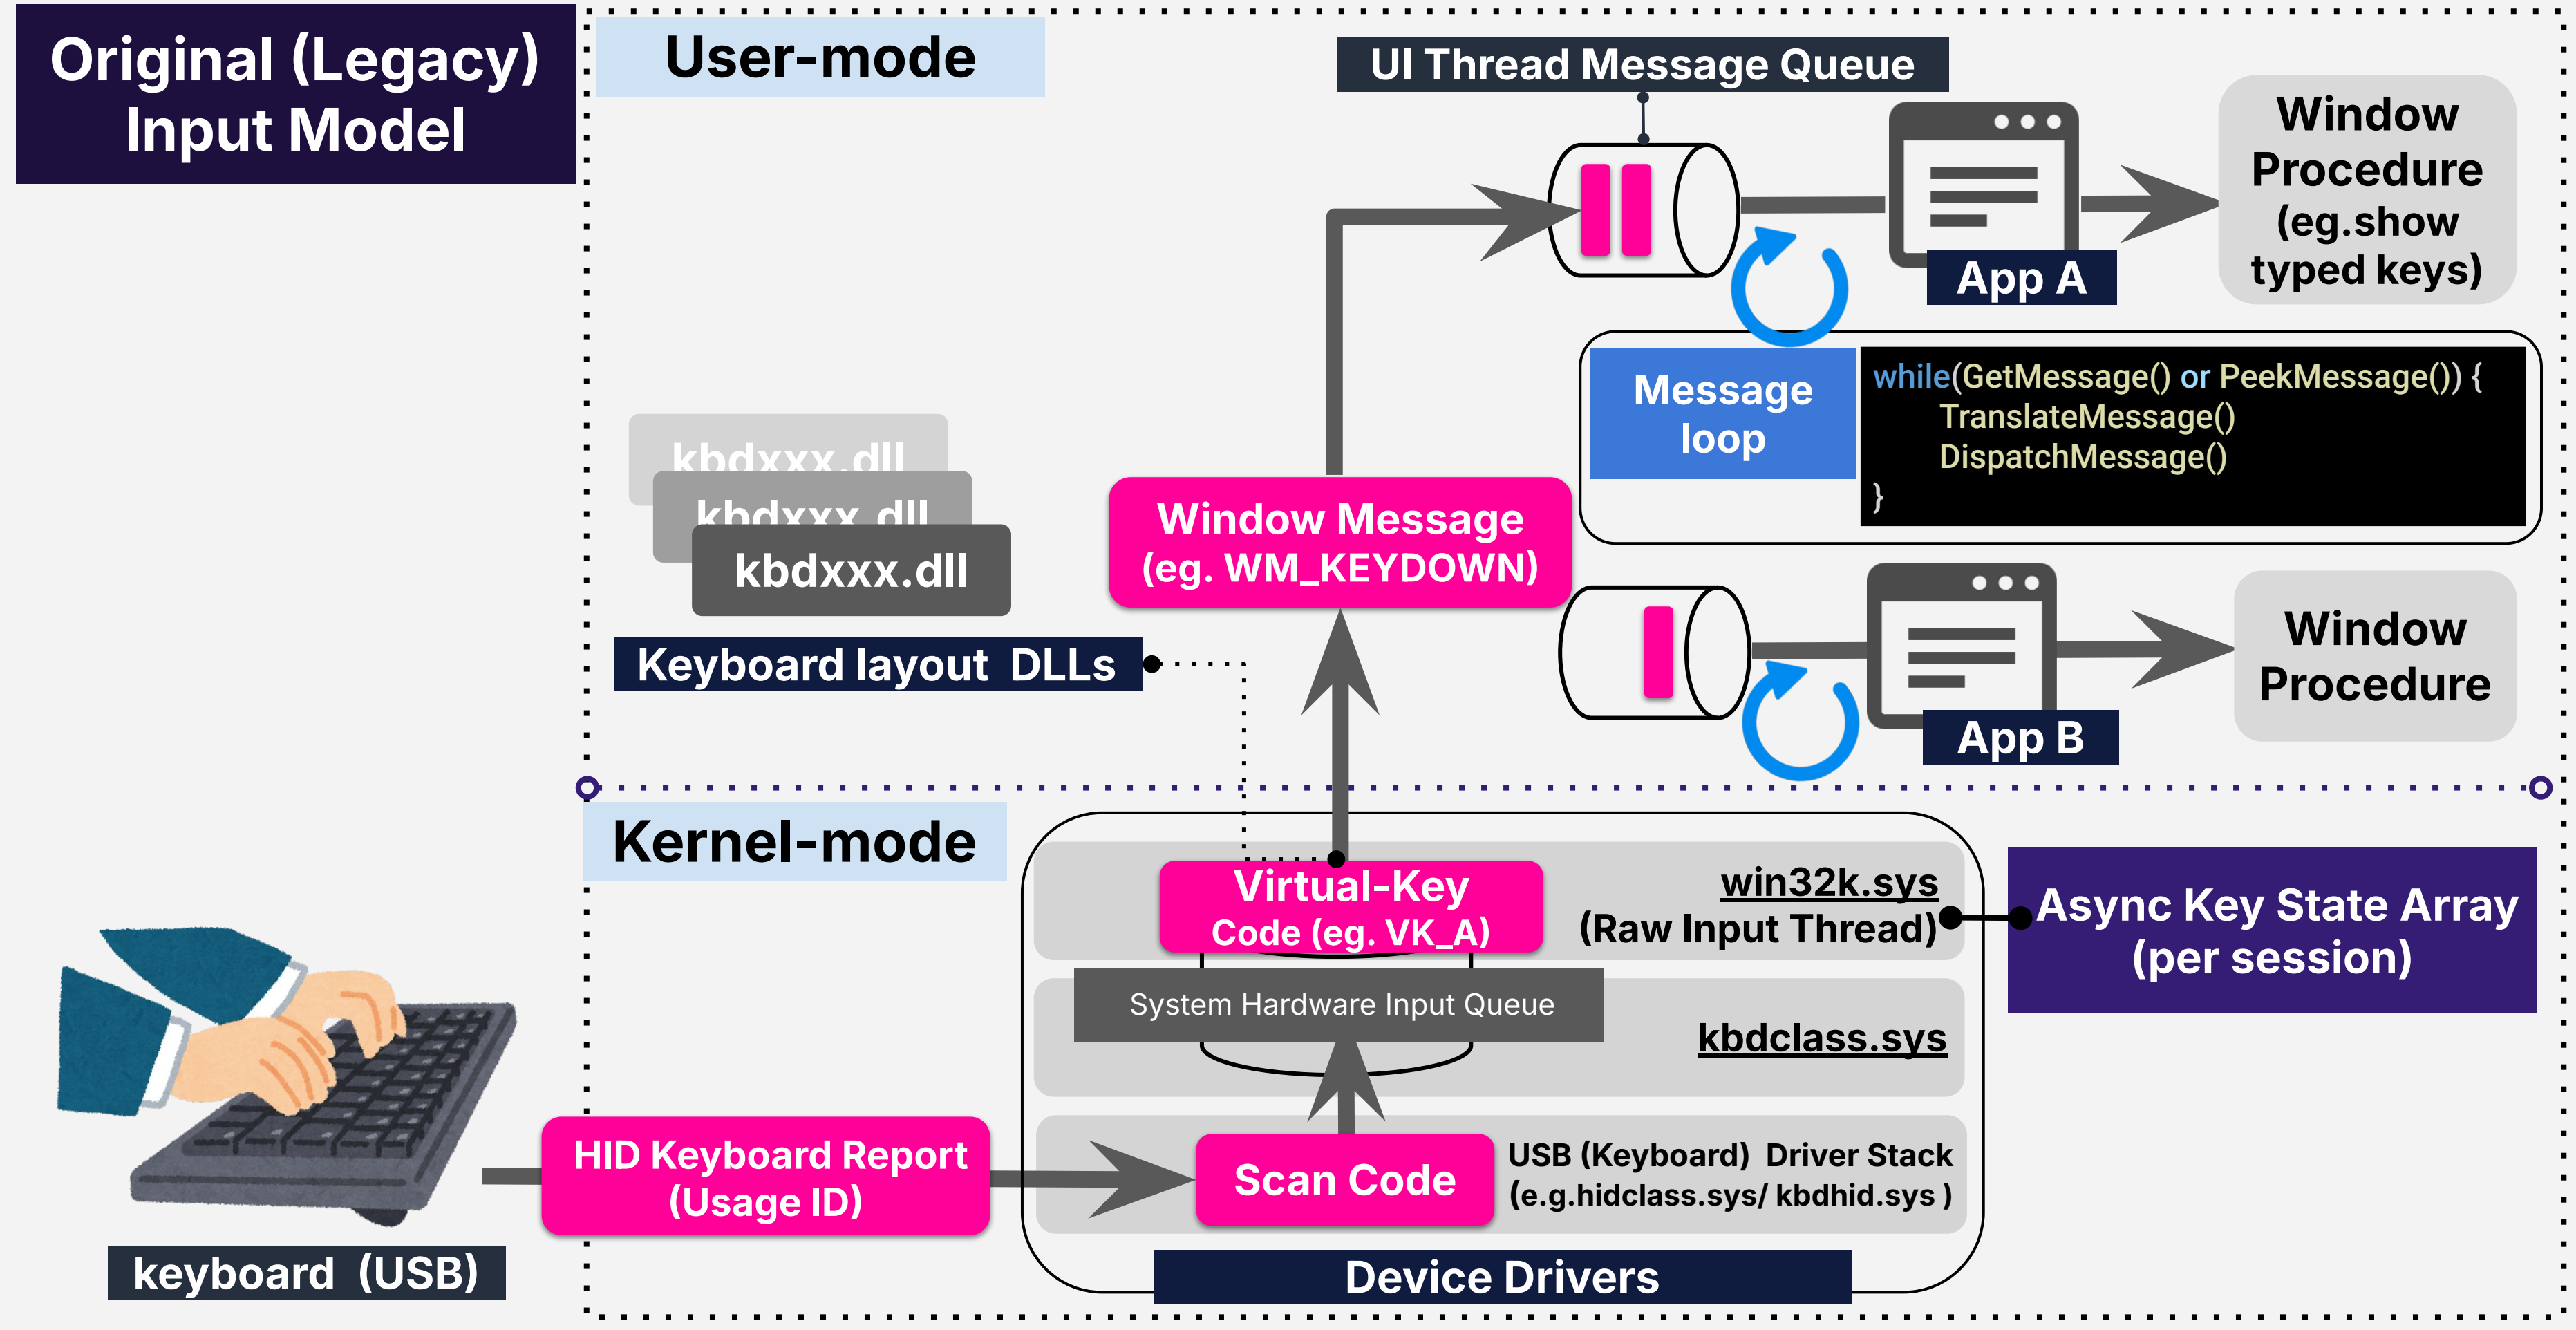 Original (Legacy)
Input Model
User-mode
UI Thread Message Queue
Window
Procedure
(eg.show
typed keys)
App A
Message
loop
while(GetMessage() or PeekMessage()) {
TranslateMessage()
DispatchMessage()
}
kbdxxx.dll
kbdxxx.dll
kbdxxx.dll
Keyboard layout DLLs
Window Message
(eg. WM_KEYDOWN)
Window
Procedure
App B
Kernel-mode
Virtual-Key
Code (eg. VK_A)
win32k.sys
(Raw Input Thread)
Async Key State Array
(per session)
System Hardware Input Queue
kbdclass.sys
HID Keyboard Report
(Usage ID)
Scan Code
USB (Keyboard) Driver Stack
(e.g.hidclass.sys/ kbdhid.sys )
keyboard (USB)
Device Drivers